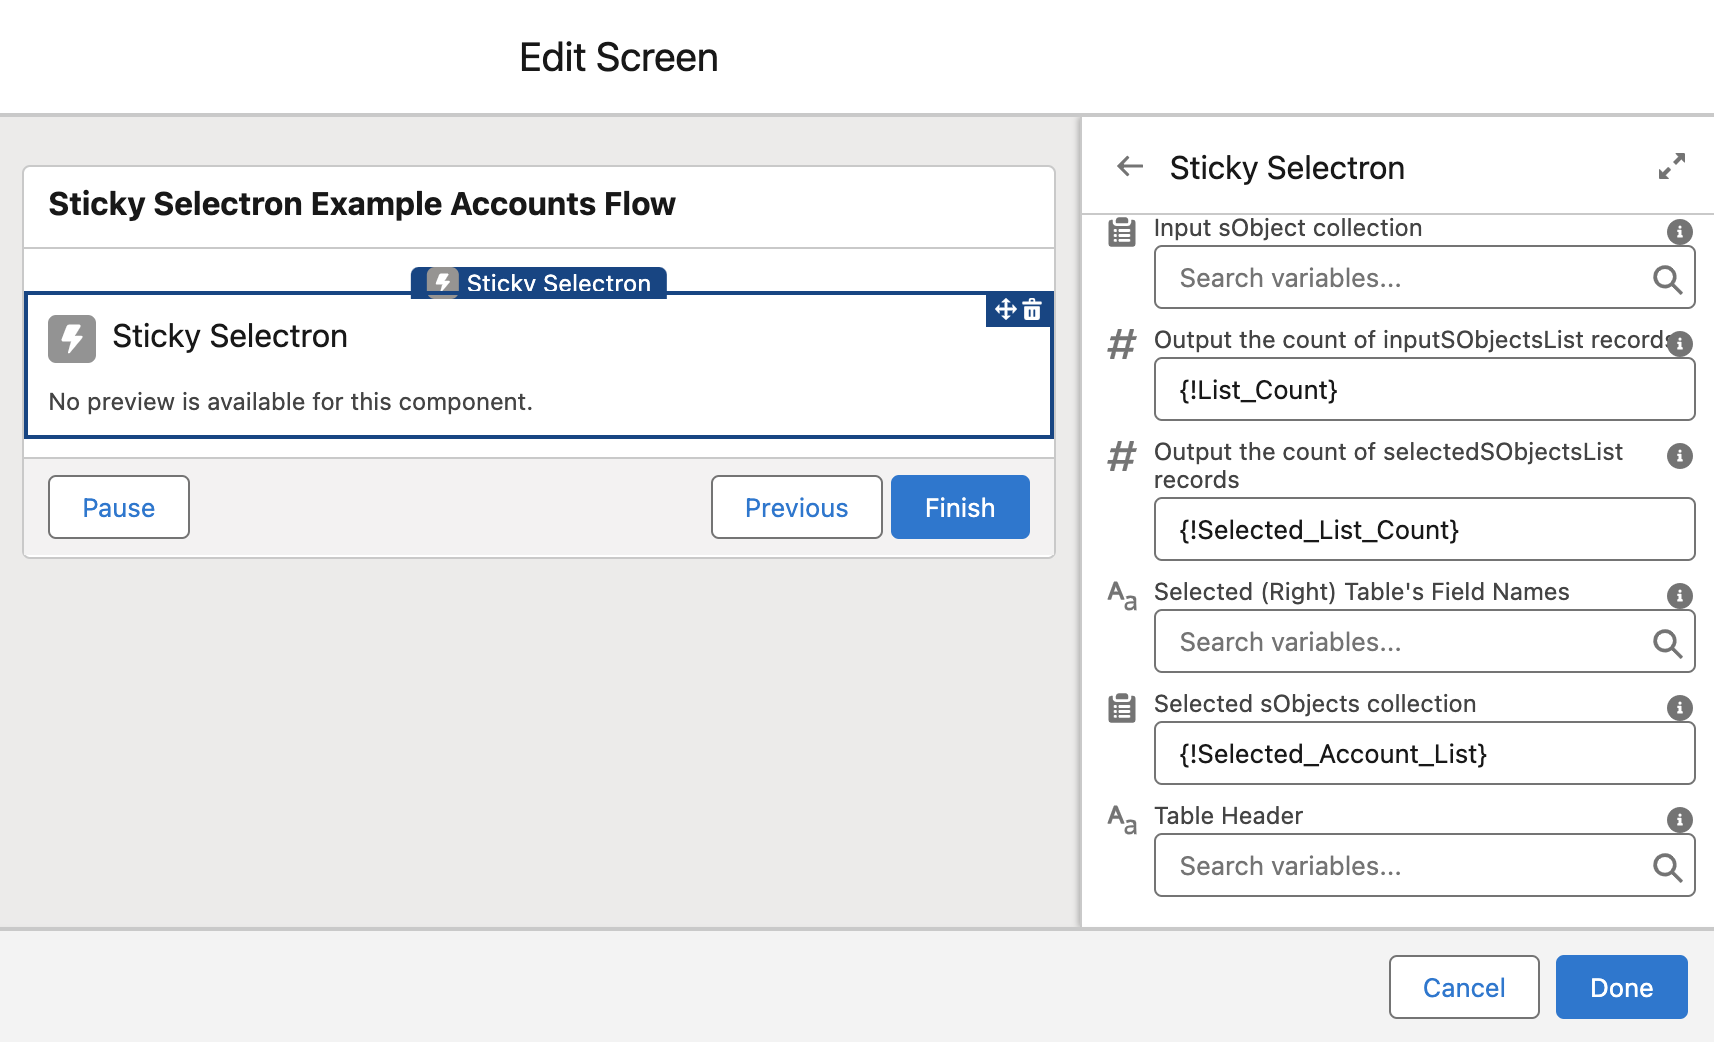 Edit Screen
Sticky Selectron Example Accounts Flow
Sticky Selectron
Sticky Selectron
No preview is available for this component.
Pause
Previous
Finish
Sticky Selectron
Input sObject collection
Search variables...
Output the count of inputSObjectsList records
{!List_Count}
Output the count of selectedSObjectsList
records
{!Selected_List_Count}
Selected (Right) Table's Field Names
Search variables...
Selected sObjects collection
{!Selected_Account_List}
Table Header
Search variables...
Cancel
Done